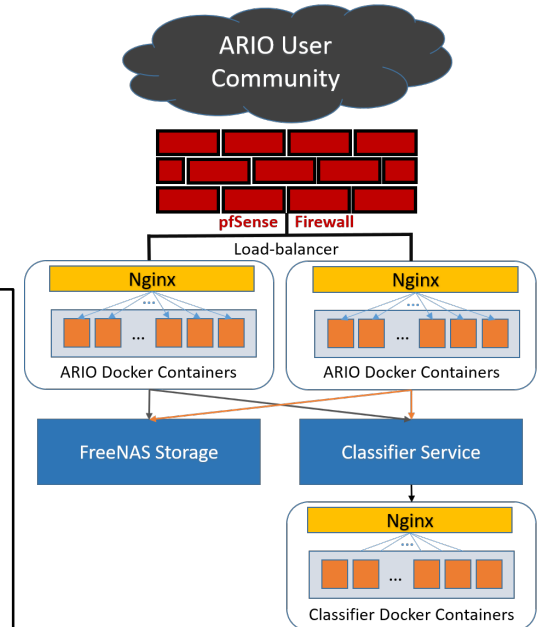 ARIO User
Community
pfSense Firewall
Load-balancer
Nginx
Nginx
...
...
...
...
ARIO Docker Containers
ARIO Docker Containers
FreeNAS Storage
Classifier Service
Nginx
...
...
Classifier Docker Containers